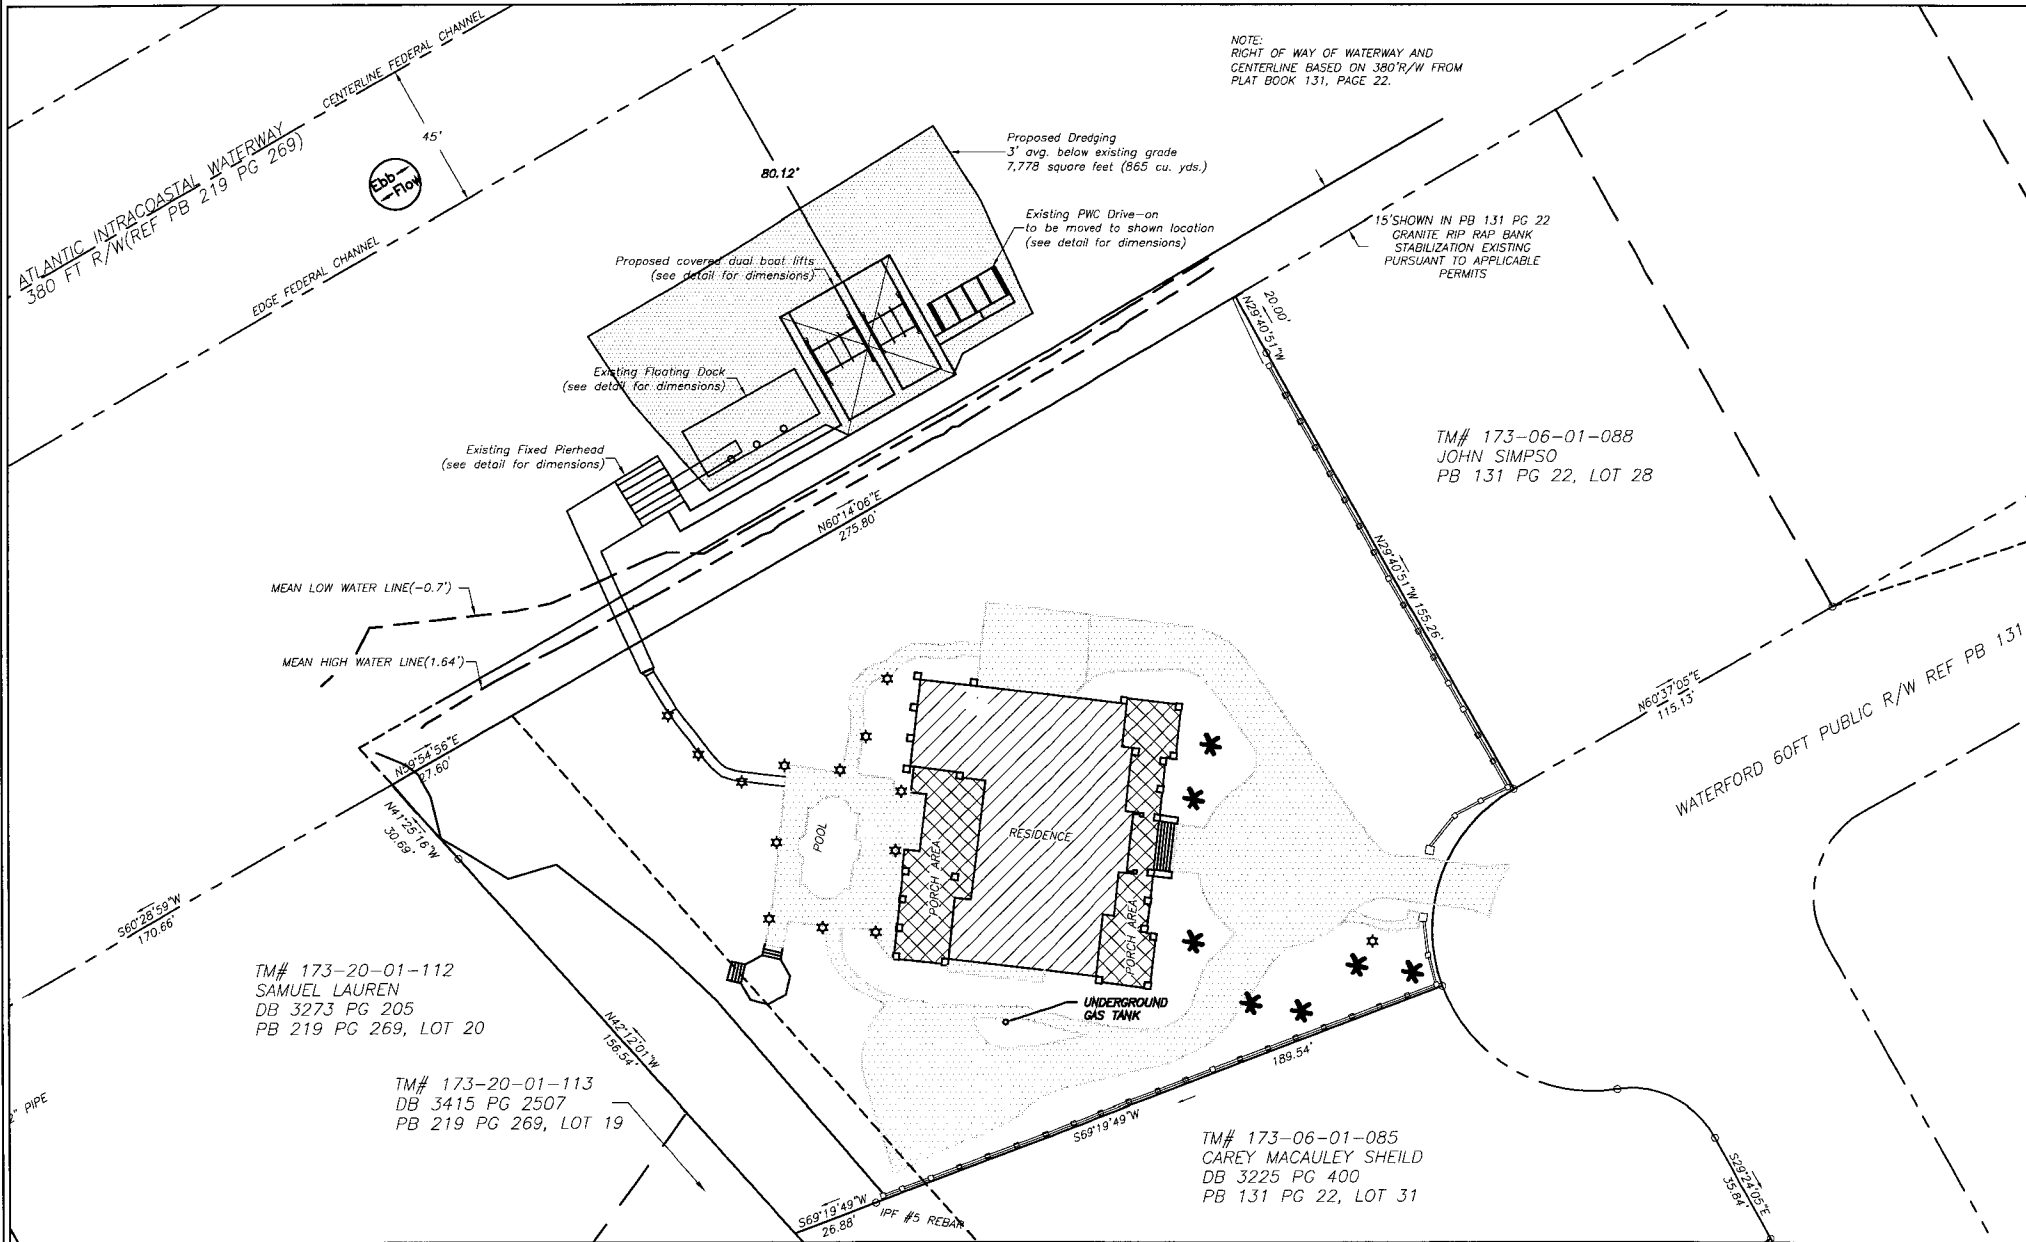 CENTERLINE FEDERAL CHANNEL
NOTE:
RIGHT OF WAY OF WATERWAY AND
CENTERLINE BASED ON 380'R/W FROM
PLAT BOOK 131, PAGE 22.
ATLANTIC INTRACOASTAL WATERWAY
380 FT R/W(REF PB 219 PG 269)
45'
Ebb
Flow
EDGE FEDERAL CHANNEL
80.12'
Proposed Dredging
3' avg. below existing grade
7,778 square feet (865 cu. yds.)
Existing PWC Drive-on
to be moved to shown location
(see detail for dimensions)
15'SHOWN IN PB 131 PG 22
GRANITE RIP RAP BANK
STABILIZATION EXISTING
PURSUANT TO APPLICABLE
PERMITS
Proposed covered dual boat lifts
(see detail for dimensions)
Existing Floating Dock
(see detail for dimensions)
Existing Fixed Pierhead
(see detail for dimensions)
20.00'
N29°40'51"W
TM# 173-06-01-088
JOHN SIMPSO
PB 131 PG 22, LOT 28
N60°14'06"E
275.80'
N29°40'51"W 155.26'
MEAN LOW WATER LINE(-0.7')
MEAN HIGH WATER LINE(1.64')
N60°37'05"E
115.13'
WATERFORD 60FT PUBLIC R/W REF PB 131
N59°54'56"E
27.60'
N41°25'16"W
30.69'
POOL
RESIDENCE
PORCH AREA
PORCH AREA
S60°28'59"W
170.66'
TM# 173-20-01-112
SAMUEL LAUREN
DB 3273 PG 205
PB 219 PG 269, LOT 20
UNDERGROUND
GAS TANK
N42°12'01"W
156.54'
189.54'
S69°19'49"W
TM# 173-20-01-113
DB 3415 PG 2507
PB 219 PG 269, LOT 19
" PIPE
TM# 173-06-01-085
CAREY MACAULEY SHEILD
DB 3225 PG 400
PB 131 PG 22, LOT 31
S29°24'05"E
35.84'
S69°19'49"W
26.88'
IPF #5 REBAR